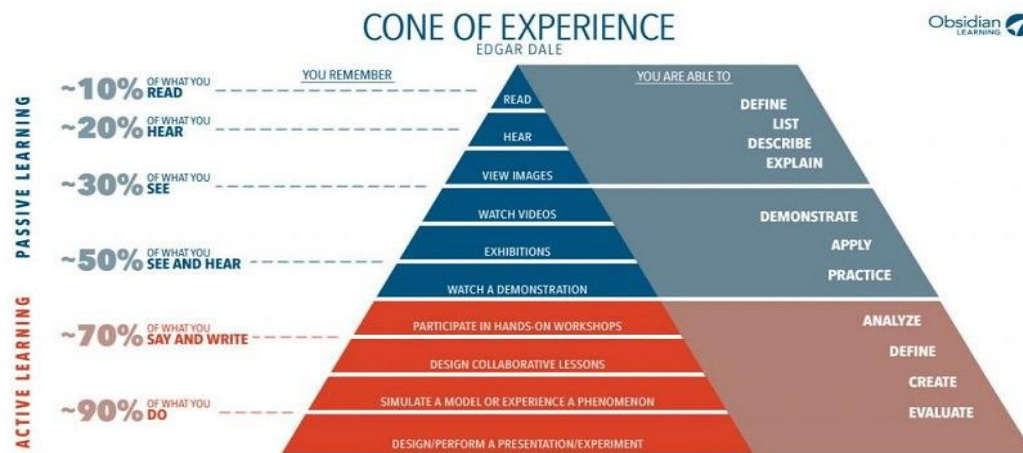 CONE OF EXPERIENCE
EDGAR DALE
Obsidian
LEARNING
PASSIVE LEARNING
ACTIVE LEARNING
YOU REMEMBER
~10% OF WHAT YOU READ
~20% OF WHAT YOU HEAR
~30% OF WHAT YOU SEE
~50% OF WHAT YOU SEE AND HEAR
~70% OF WHAT YOU SAY AND WRITE
~90% OF WHAT YOU DO
READ
HEAR
VIEW IMAGES
WATCH VIDEOS
EXHIBITIONS
WATCH A DEMONSTRATION
PARTICIPATE IN HANDS-ON WORKSHOPS
DESIGN COLLABORATIVE LESSONS
SIMULATE A MODEL OR EXPERIENCE A PHENOMENON
DESIGN/PERFORM A PRESENTATION/EXPERIMENT
YOU ARE ABLE TO
DEFINE
LIST
DESCRIBE
EXPLAIN
DEMONSTRATE
APPLY
PRACTICE
ANALYZE
DEFINE
CREATE
EVALUATE